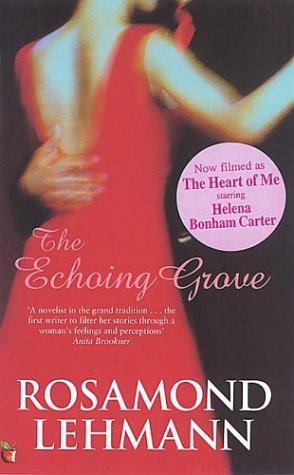 Now filmed as
The Heart of Me
starring
Helena
Bonham Carter
The
Echoing Grove
'A novelist in the grand tradition . . . the
first writer to filter her stories through a
woman's feelings and perceptions'
Anita Brookner
ROSAMOND
LEHMANN